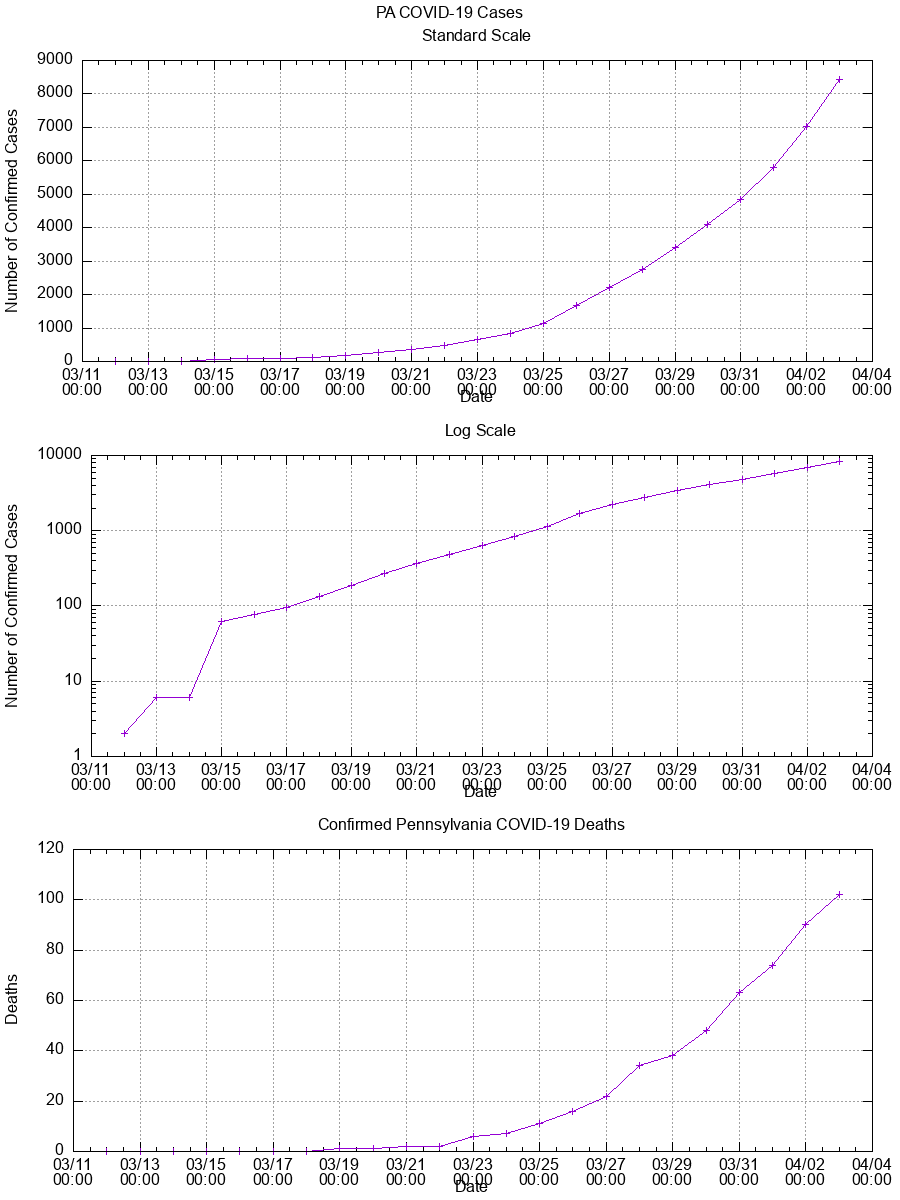 PA COVID-19 Cases
Standard Scale
Number of Confirmed Cases
9000
8000
7000
6000
5000
4000
3000
2000
1000
0
03/11 03/13 03/15 03/17 03/19 03/21 03/23 03/25 03/27 03/29 03/31 04/02 04/04
00:00 00:00 00:00 00:00 00:00 00:00 00:00 00:00 00:00 00:00 00:00 00:00 00:00
Date
Log Scale
Number of Confirmed Cases
10000
1000
100
10
1
03/11 03/13 03/15 03/17 03/19 03/21 03/23 03/25 03/27 03/29 03/31 04/02 04/04
00:00 00:00 00:00 00:00 00:00 00:00 00:00 00:00 00:00 00:00 00:00 00:00 00:00
Date
Confirmed Pennsylvania COVID-19 Deaths
Deaths
120
100
80
60
40
20
0
03/11 03/13 03/15 03/17 03/19 03/21 03/23 03/25 03/27 03/29 03/31 04/02 04/04
00:00 00:00 00:00 00:00 00:00 00:00 00:00 00:00 00:00 00:00 00:00 00:00 00:00
Date